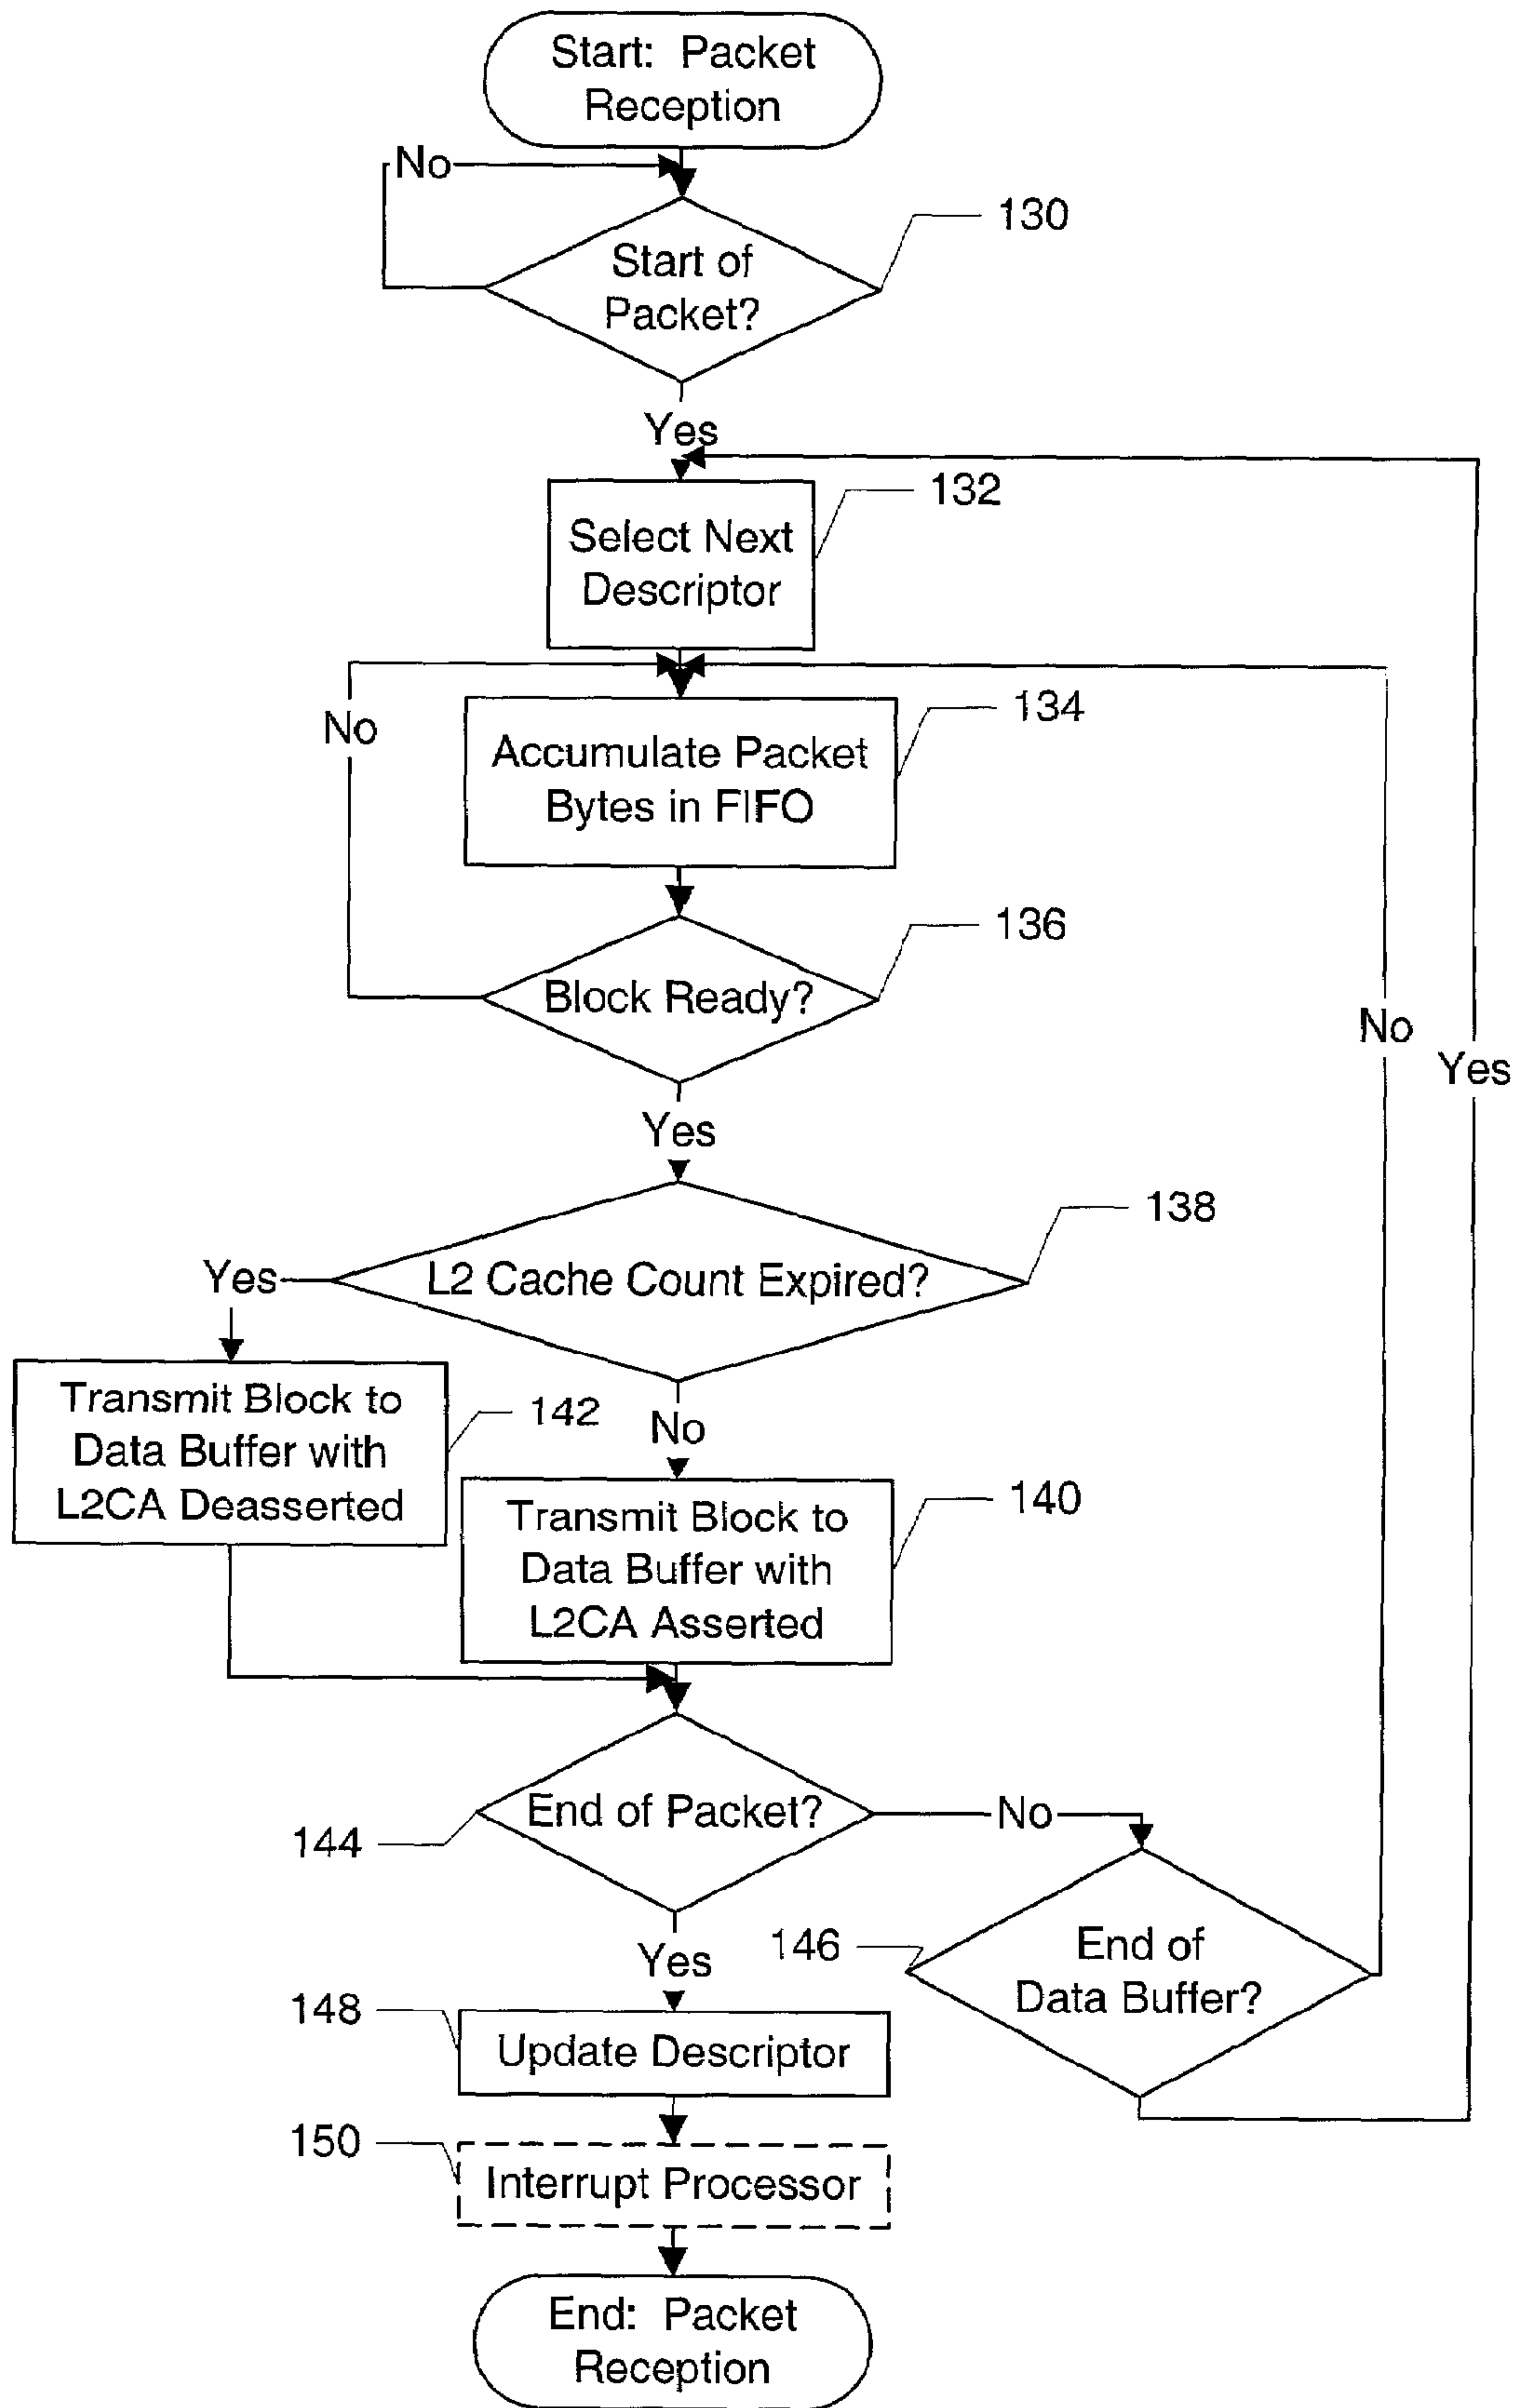 Start: Packet
Reception
No
130
Start of
Packet?
Yes
132
Select Next
Descriptor
134
No
Accumulate Packet
Bytes in FIFO
136
Block Ready?
No
Yes
Yes
138
Yes
L2 Cache Count Expired?
Transmit Block to
Data Buffer with
L2CA Deasserted
142
No
140
Transmit Block to
Data Buffer with
L2CA Asserted
End of Packet?
No
144
Yes
146
End of
Data Buffer?
148
Update Descriptor
150
Interrupt Processor
End: Packet
Reception